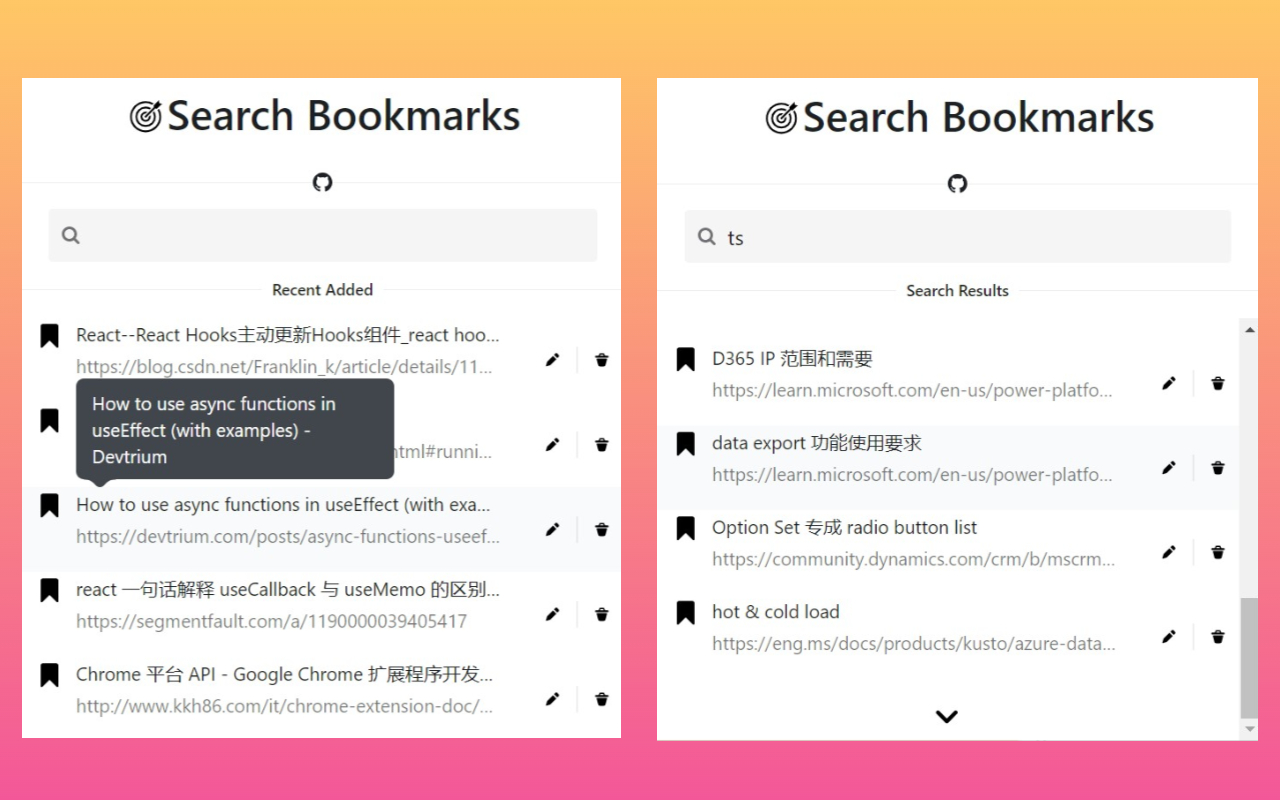 Search Bookmarks
Recent Added
React--React Hooks主动更新Hooks组件_react hoo...
https://blog.csdn.net/Franklin_k/article/details/11...
How to use async functions in
useEffect (with examples) -
Devtrium
html#runni...
How to use async functions in useEffect (with exa...
https://devtrium.com/posts/async-functions-useef...
react 一句话解释 useCallback 与 useMemo 的区别...
https://segmentfault.com/a/1190000039405417
Chrome 平台 API - Google Chrome 扩展程序开发...
http://www.kkh86.com/it/chrome-extension-doc/...
Search Bookmarks
ts
Search Results
D365 IP 范围和需要
https://learn.microsoft.com/en-us/power-platfo...
data export 功能使用要求
https://learn.microsoft.com/en-us/power-platfo...
Option Set 专成 radio button list
https://community.dynamics.com/crm/b/mscrm...
hot & cold load
https://eng.ms/docs/products/kusto/azure-data...